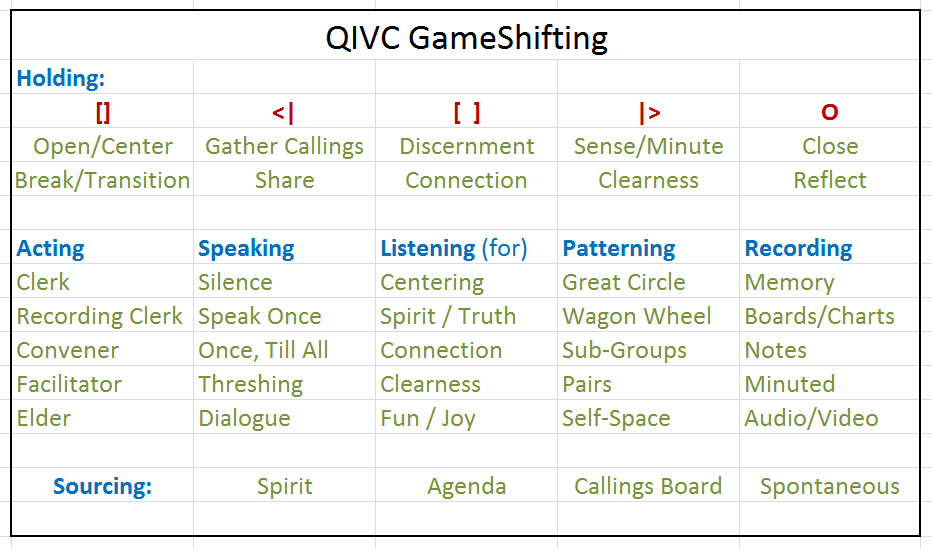 QIVC GameShifting
Holding:
[] <| [ ] |> O
Open/Center Gather Callings Discernment Sense/Minute Close
Break/Transition Share Connection Clearness Reflect
Acting Speaking Listening (for) Patterning Recording
Clerk Silence Centering Great Circle Memory
Recording Clerk Speak Once Spirit / Truth Wagon Wheel Boards/Charts
Convener Once, Till All Connection Sub-Groups Notes
Facilitator Threshing Clearness Pairs Minuted
Elder Dialogue Fun / Joy Self-Space Audio/Video
Sourcing: Spirit Agenda Callings Board Spontaneous